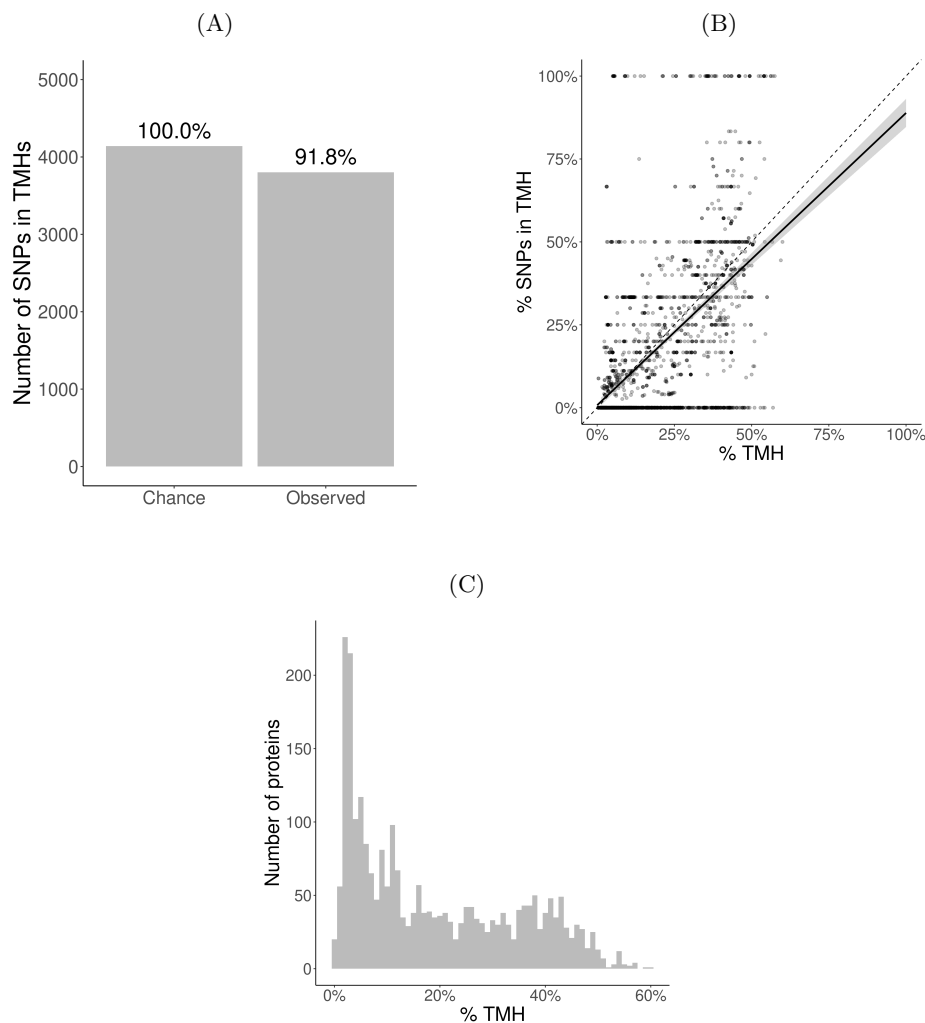 (A)
5000
4000
3000
2000
1000
0
Number of SNPs in TMHs
100.0%
91.8%
Chance
Observed
(B)
100%
75%
50%
25%
0%
% SNPs in TMH
0% 25% 50% 75% 100%
% TMH
(C)
200
150
100
50
0
Number of proteins
0% 20% 40% 60%
% TMH